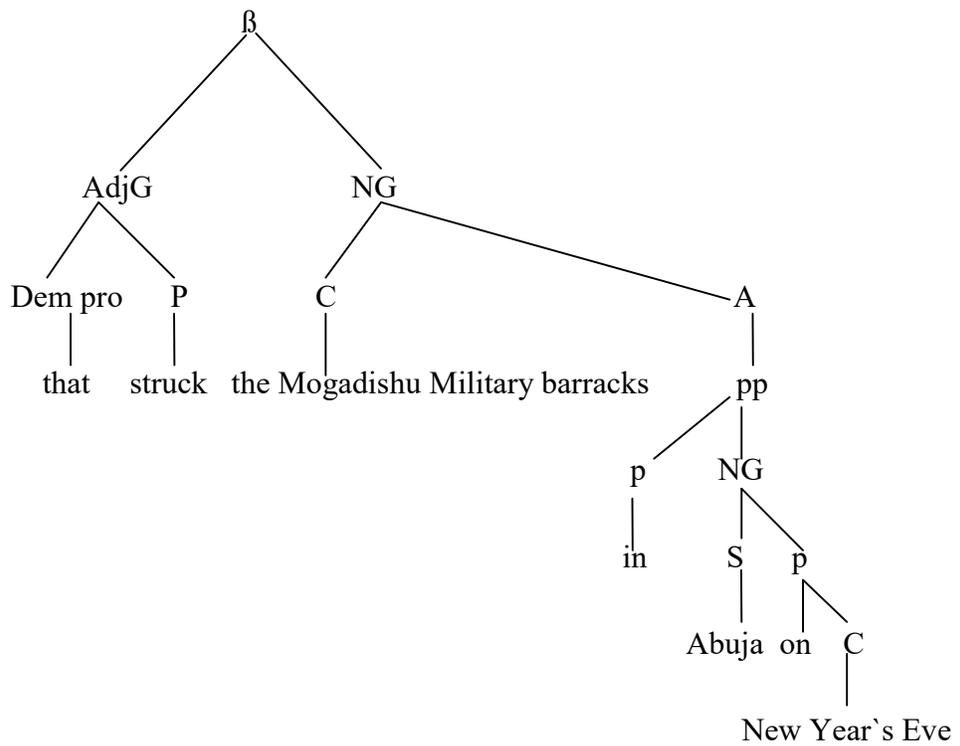 ß
AdjG NG
Dem pro P C A
that struck the Mogadishu Military barracks pp
p NG
in S p
Abuja on C
New Year`s Eve